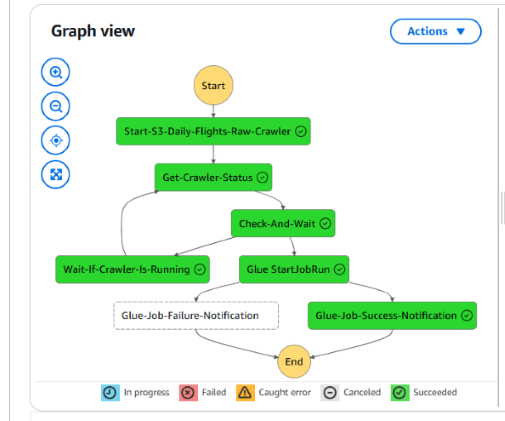 Graph view
Actions
Start
Start-S3-Daily-Flights-Raw-Crawler
Get-Crawler-Status
Check-And-Wait
Wait-If-Crawler-Is-Running
Glue StartJobRun
Glue-Job-Failure-Notification
Glue-Job-Success-Notification
End
In progress
Failed
Caught error
Canceled
Succeeded